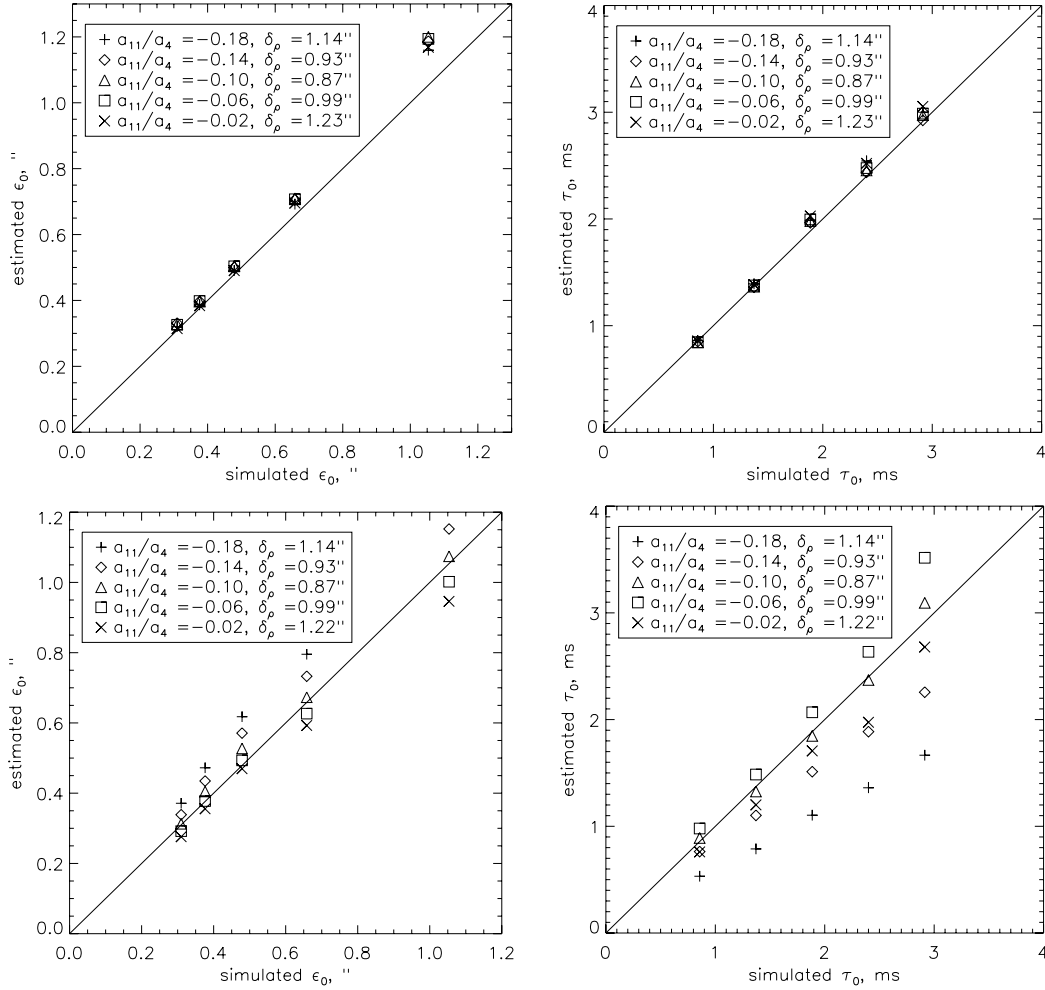 1.2
1.0
0.8
0.6
0.4
0.2
0.0
estimated ϵ₀, "
+ a₁₁/a₄ =−0.18, δᵨ =1.14"
◇ a₁₁/a₄ =−0.14, δᵨ =0.93"
△ a₁₁/a₄ =−0.10, δᵨ =0.87"
□ a₁₁/a₄ =−0.06, δᵨ =0.99"
× a₁₁/a₄ =−0.02, δᵨ =1.23"
0.0 0.2 0.4 0.6 0.8 1.0 1.2
simulated ϵ₀, "
4
3
2
1
0
estimated τ₀, ms
+ a₁₁/a₄ =−0.18, δᵨ =1.14"
◇ a₁₁/a₄ =−0.14, δᵨ =0.93"
△ a₁₁/a₄ =−0.10, δᵨ =0.87"
□ a₁₁/a₄ =−0.06, δᵨ =0.99"
× a₁₁/a₄ =−0.02, δᵨ =1.23"
0 1 2 3 4
simulated τ₀, ms
1.2
1.0
0.8
0.6
0.4
0.2
0.0
estimated ϵ₀, "
+ a₁₁/a₄ =−0.18, δᵨ =1.14"
◇ a₁₁/a₄ =−0.14, δᵨ =0.93"
△ a₁₁/a₄ =−0.10, δᵨ =0.87"
□ a₁₁/a₄ =−0.06, δᵨ =0.99"
× a₁₁/a₄ =−0.02, δᵨ =1.22"
0.0 0.2 0.4 0.6 0.8 1.0 1.2
simulated ϵ₀, "
4
3
2
1
0
estimated τ₀, ms
+ a₁₁/a₄ =−0.18, δᵨ =1.14"
◇ a₁₁/a₄ =−0.14, δᵨ =0.93"
△ a₁₁/a₄ =−0.10, δᵨ =0.87"
□ a₁₁/a₄ =−0.06, δᵨ =0.99"
× a₁₁/a₄ =−0.02, δᵨ =1.22"
0 1 2 3 4
simulated τ₀, ms